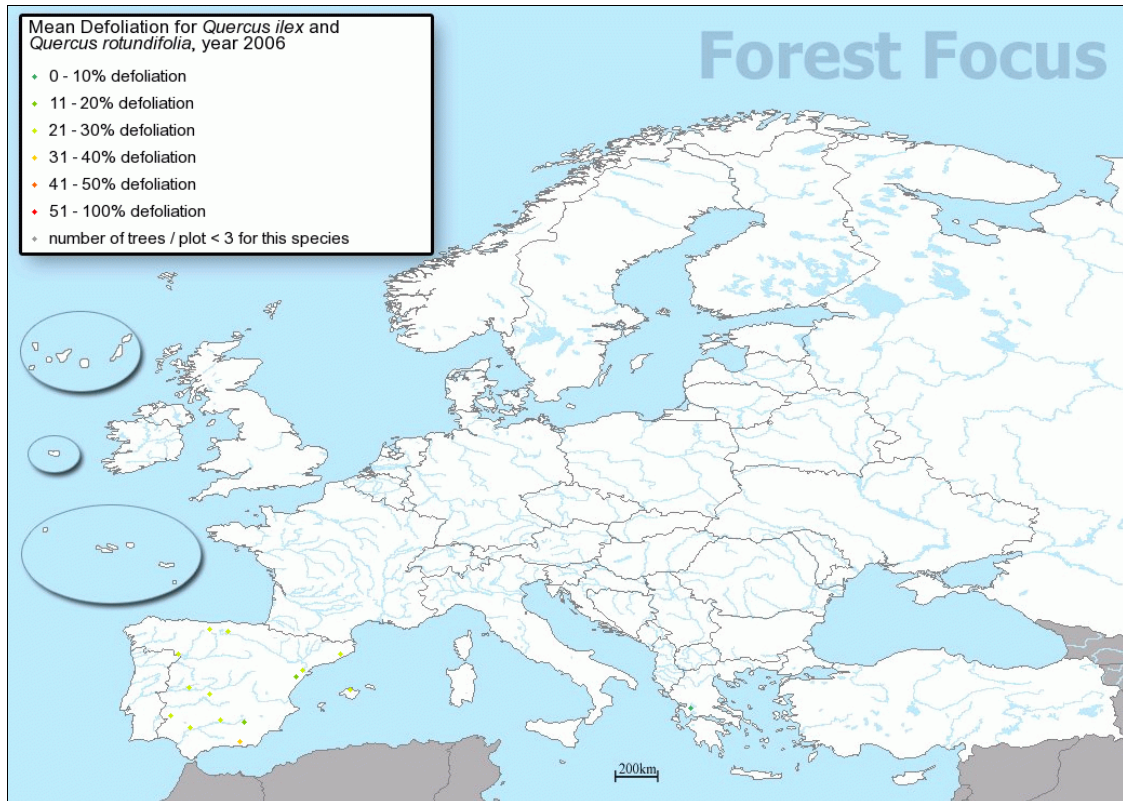 Mean Defoliation for Quercus ilex and
Quercus rotundifolia, year 2006
0 - 10% defoliation
11 - 20% defoliation
21 - 30% defoliation
31 - 40% defoliation
41 - 50% defoliation
51 - 100% defoliation
number of trees / plot < 3 for this species
Forest Focus
200km